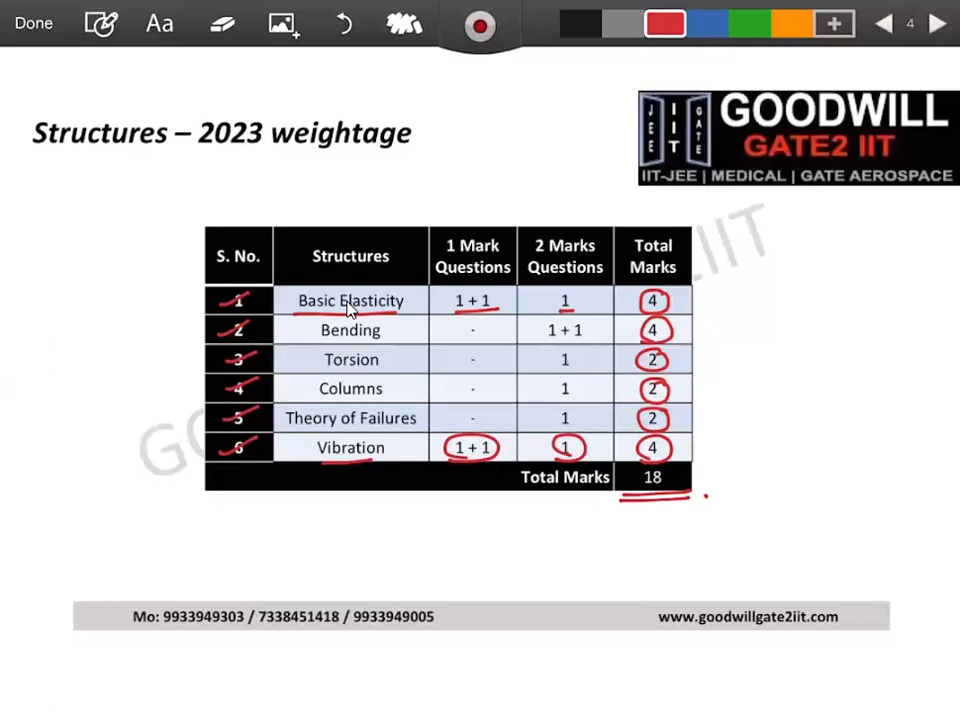 Done
Aa
4
Structures – 2023 weightage
JEE IIT GATE
GOODWILL
GATE2 IIT
IIT-JEE | MEDICAL | GATE AEROSPACE
S. No. Structures 1 Mark Questions 2 Marks Questions Total Marks
1 Basic Elasticity 1 + 1 1 4
2 Bending - 1 + 1 4
3 Torsion - 1 2
4 Columns - 1 2
5 Theory of Failures - 1 2
6 Vibration 1 + 1 1 4
Total Marks 18
Mo: 9933949303 / 7338451418 / 9933949005
www.goodwillgate2iit.com